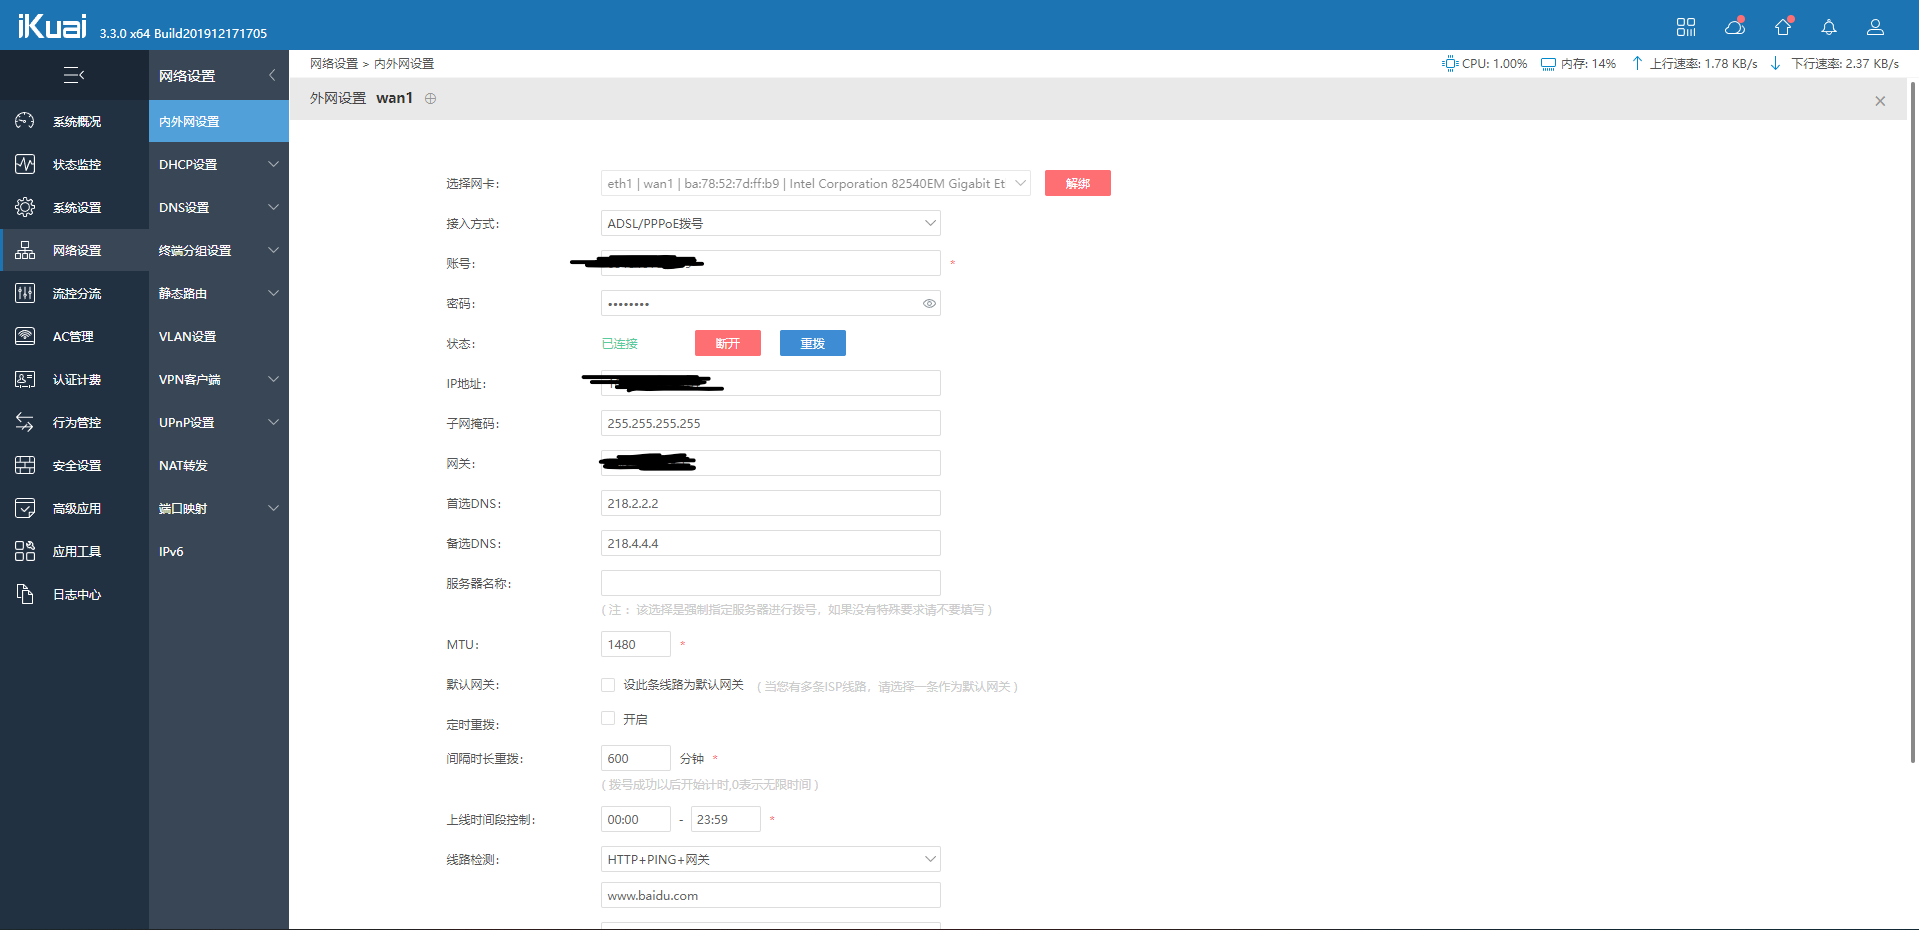 iKuai 3.3.0 x64 Build201912171705
网络设置
网络设置 > 内外网设置
CPU: 1.00% 内存: 14% 上行速率: 1.78 KB/s 下行速率: 2.37 KB/s
外网设置 wan1
系统概况
状态监控
系统设置
网络设置
流控分流
AC管理
认证计费
行为管控
安全设置
高级应用
应用工具
日志中心
内外网设置
DHCP设置
DNS设置
终端分组设置
静态路由
VLAN设置
VPN客户端
UPnP设置
NAT转发
端口映射
IPv6
选择网卡: eth1 | wan1 | ba:78:52:7d:ff:b9 | Intel Corporation 82540EM Gigabit Et 解绑
接入方式: ADSL/PPPoE拨号
账号: *
密码: ••••••••
状态: 已连接 断开 重拨
IP地址:
子网掩码: 255.255.255.255
网关:
首选DNS: 218.2.2.2
备选DNS: 218.4.4.4
服务器名称:
( 注： 该选择是强制指定服务器进行拨号，如果没有特殊要求请不要填写 )
MTU: 1480 *
默认网关: 设此条线路为默认网关 ( 当您有多条ISP线路，请选择一条作为默认网关 )
定时重拨: 开启
间隔时长重拨: 600 分钟 *
( 拨号成功以后开始计时,0表示无限时间 )
上线时间段控制: 00:00 - 23:59 *
线路检测: HTTP+PING+网关
www.baidu.com